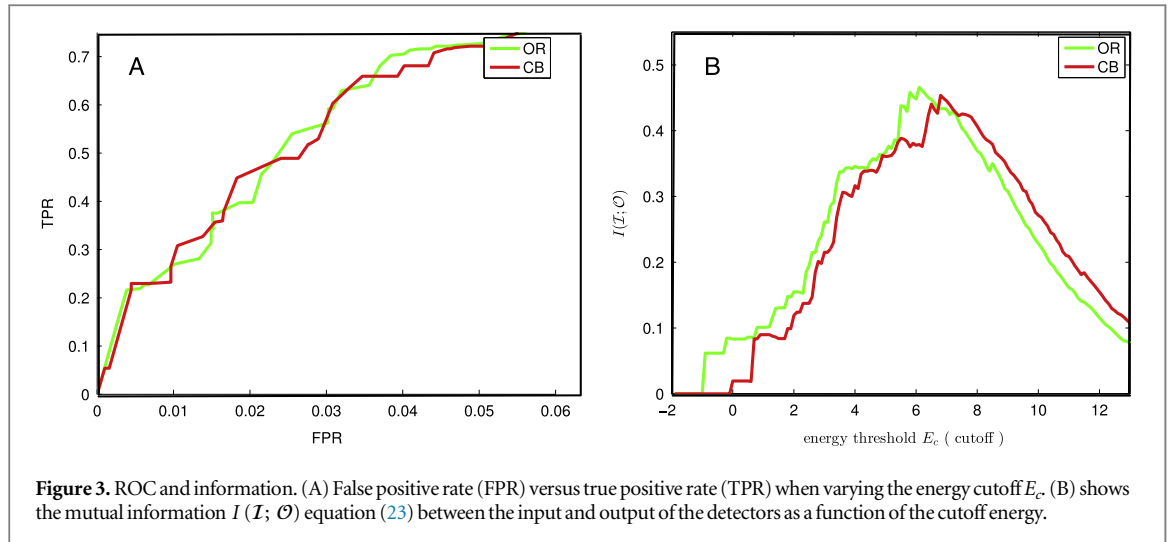 A
OR
CB
TPR
0.7
0.6
0.5
0.4
0.3
0.2
0.1
0
0 0.01 0.02 0.03 0.04 0.05 0.06
FPR
B
OR
CB
I(𝓘; 𝒪)
0.5
0.4
0.3
0.2
0.1
0
−2 0 2 4 6 8 10 12
energy threshold E_c ( cutoff )
Figure 3. ROC and information. (A) False positive rate (FPR) versus true positive rate (TPR) when varying the energy cutoff E_c. (B) shows
the mutual information I (𝓘; 𝒪) equation (23) between the input and output of the detectors as a function of the cutoff energy.